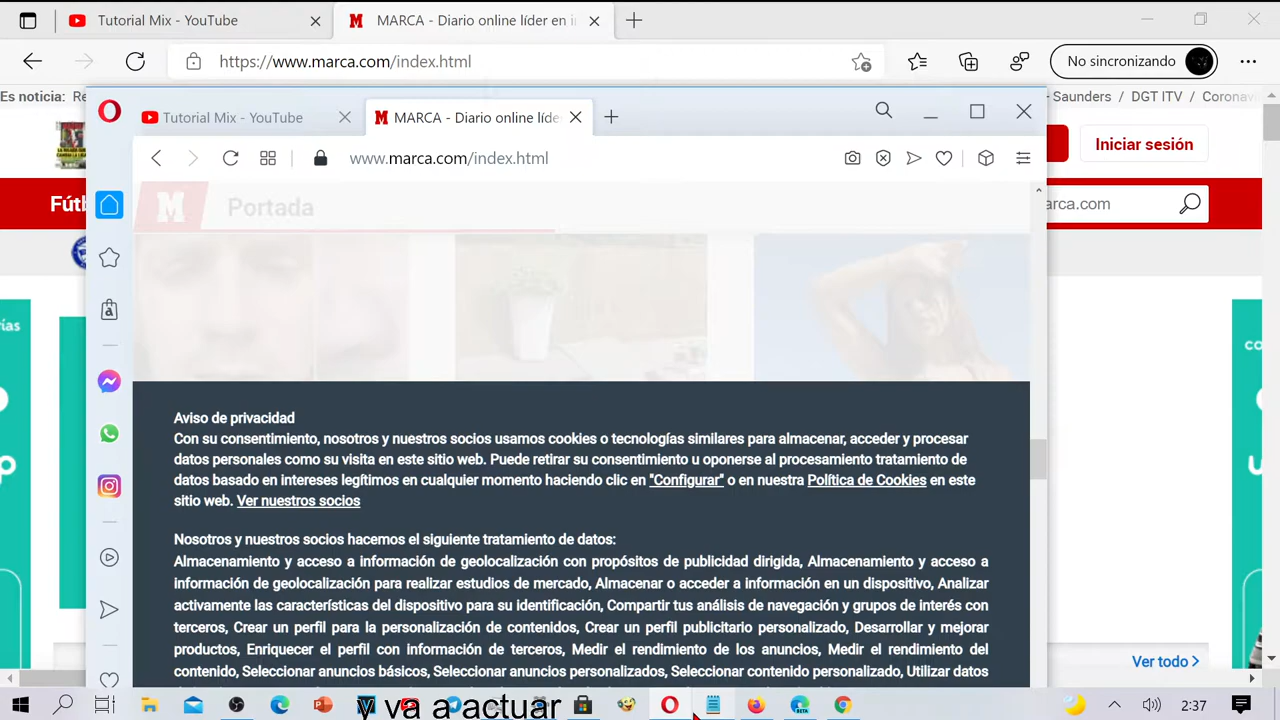 Tutorial Mix - YouTube
MARCA - Diario online líder en i
https://www.marca.com/index.html
No sincronizando
Es noticia: Re
Saunders / DGT ITV / Coronavi
Tutorial Mix - YouTube
MARCA - Diario online líde
www.marca.com/index.html
Iniciar sesión
Fútb
arca.com
Portada
Aviso de privacidad
Con su consentimiento, nosotros y nuestros socios usamos cookies o tecnologías similares para almacenar, acceder y procesar
datos personales como su visita en este sitio web. Puede retirar su consentimiento u oponerse al procesamiento tratamiento de
datos basado en intereses legítimos en cualquier momento haciendo clic en "Configurar" o en nuestra Política de Cookies en este
sitio web. Ver nuestros socios
Nosotros y nuestros socios hacemos el siguiente tratamiento de datos:
Almacenamiento y acceso a información de geolocalización con propósitos de publicidad dirigida, Almacenamiento y acceso a
información de geolocalización para realizar estudios de mercado, Almacenar o acceder a información en un dispositivo, Analizar
activamente las características del dispositivo para su identificación, Compartir tus análisis de navegación y grupos de interés con
terceros, Crear un perfil para la personalización de contenidos, Crear un perfil publicitario personalizado, Desarrollar y mejorar
productos, Enriquecer el perfil con información de terceros, Medir el rendimiento de los anuncios, Medir el rendimiento del
contenido, Seleccionar anuncios básicos, Seleccionar anuncios personalizados, Seleccionar contenido personalizado, Utilizar datos
Ver todo
y va a actuar
2:37